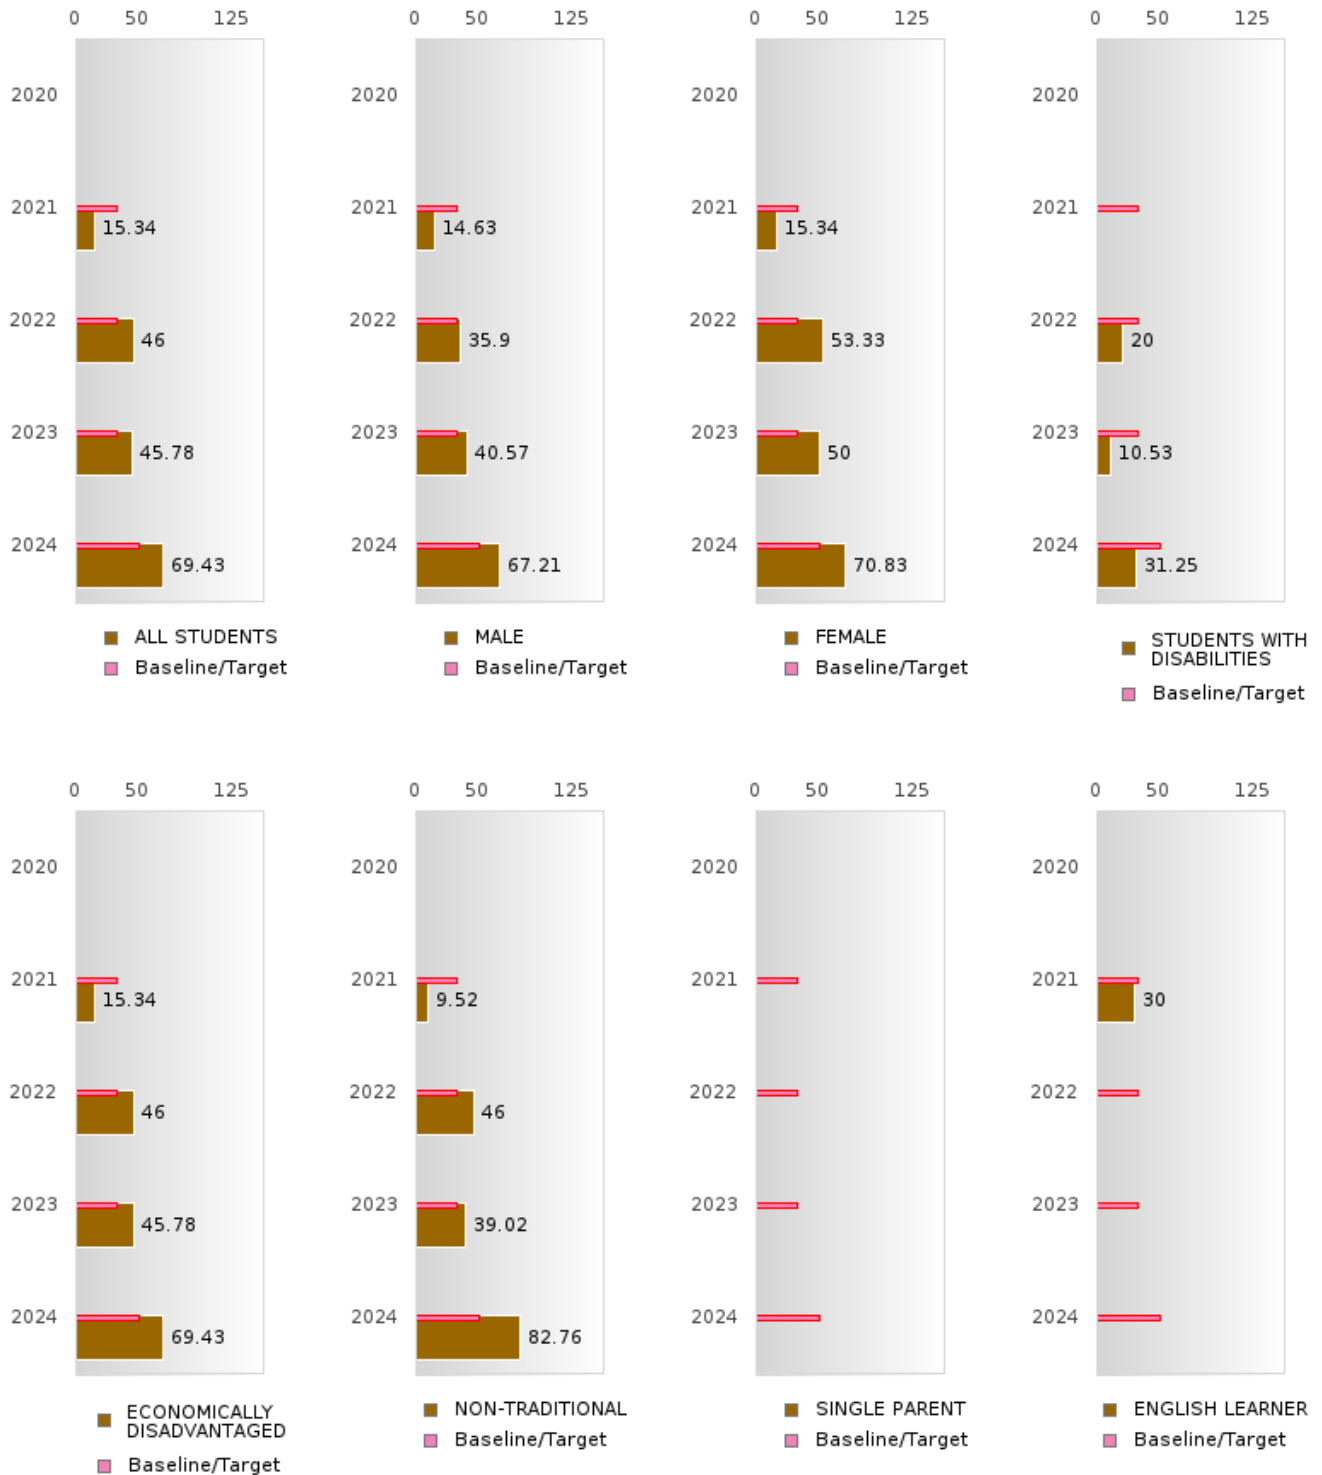 0 50 125 0 50 125 0 50 125 0 50 125
2020 2020 2020 2020
2021 15.34 2021 14.63 2021 15.34 2021
2022 46 2022 35.9 2022 53.33 2022 20
2023 45.78 2023 40.57 2023 50 2023 10.53
2024 69.43 2024 67.21 2024 70.83 2024 31.25
ALL STUDENTS MALE FEMALE STUDENTS WITH
DISABILITIES
Baseline/Target Baseline/Target Baseline/Target Baseline/Target
0 50 125 0 50 125 0 50 125 0 50 125
2020 2020 2020 2020
2021 15.34 2021 9.52 2021 2021 30
2022 46 2022 46 2022 2022
2023 45.78 2023 39.02 2023 2023
2024 69.43 2024 82.76 2024 2024
ECONOMICALLY NON-TRADITIONAL SINGLE PARENT ENGLISH LEARNER
DISADVANTAGED
Baseline/Target Baseline/Target Baseline/Target Baseline/Target